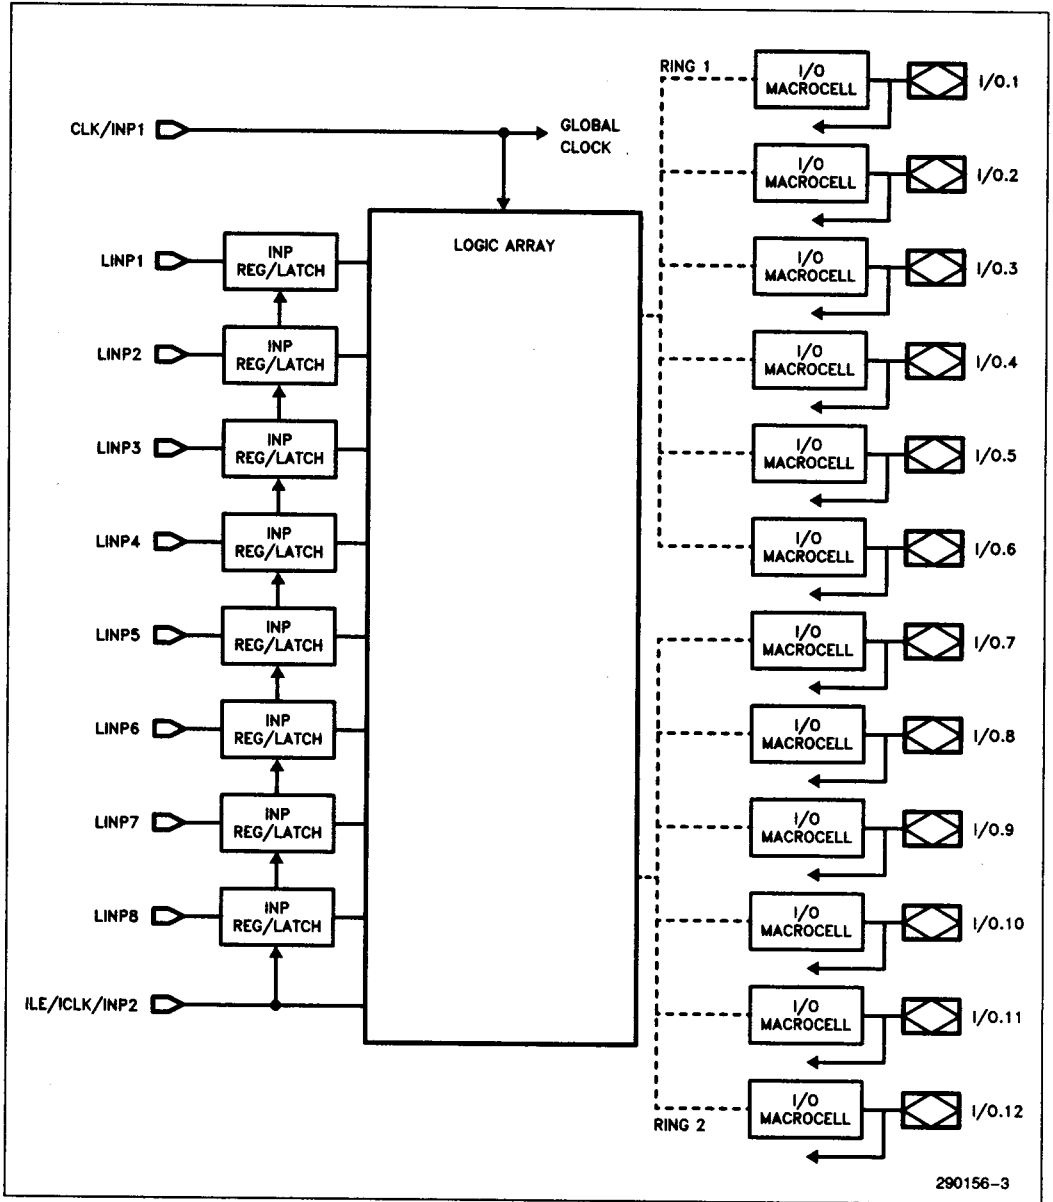 RING 1
I/O
MACROCELL
I/O.1
CLK/INP1
GLOBAL
CLOCK
I/O
MACROCELL
I/O.2
LOGIC ARRAY
LINP1
INP
REG/LATCH
I/O
MACROCELL
I/O.3
LINP2
INP
REG/LATCH
I/O
MACROCELL
I/O.4
LINP3
INP
REG/LATCH
I/O
MACROCELL
I/O.5
LINP4
INP
REG/LATCH
I/O
MACROCELL
I/O.6
LINP5
INP
REG/LATCH
I/O
MACROCELL
I/O.7
LINP6
INP
REG/LATCH
I/O
MACROCELL
I/O.8
LINP7
INP
REG/LATCH
I/O
MACROCELL
I/O.9
LINP8
INP
REG/LATCH
I/O
MACROCELL
I/O.10
ILE/ICLK/INP2
I/O
MACROCELL
I/O.11
I/O
MACROCELL
I/O.12
RING 2
290156-3